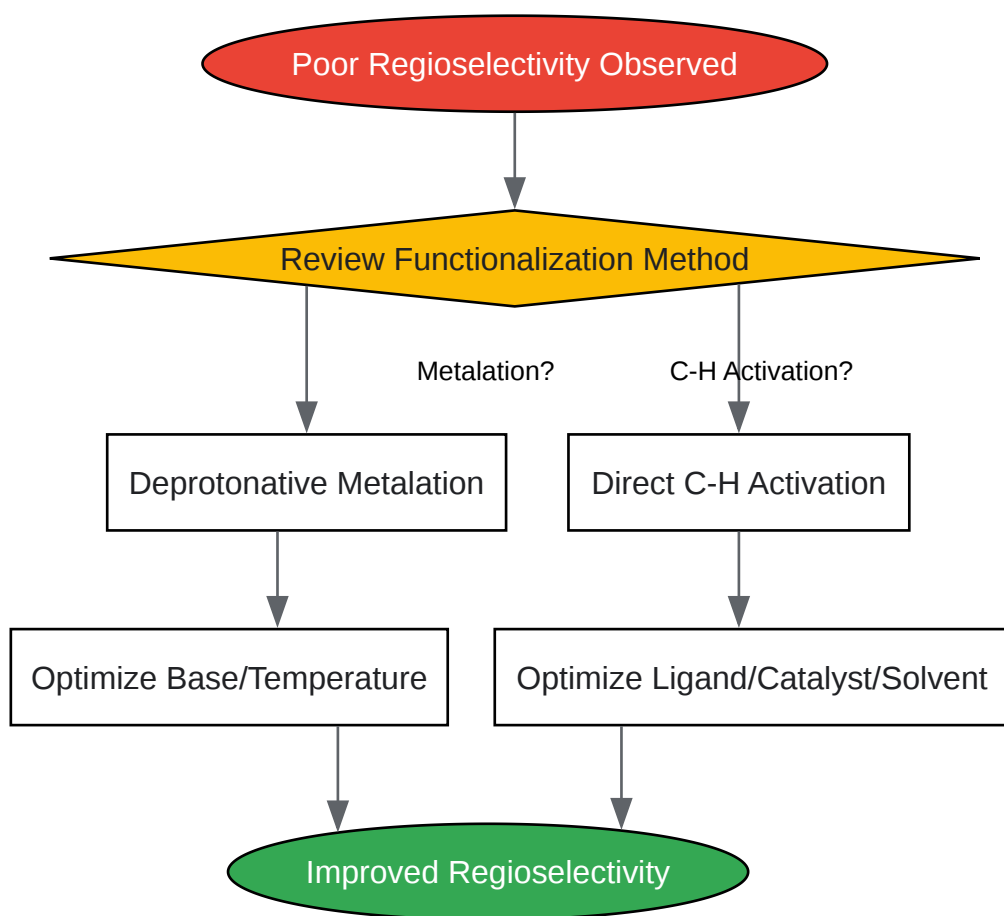 Poor Regioselectivity Observed
Review Functionalization Method
Metalation?
C-H Activation?
Deprotonative Metalation
Direct C-H Activation
Optimize Base/Temperature
Optimize Ligand/Catalyst/Solvent
Improved Regioselectivity